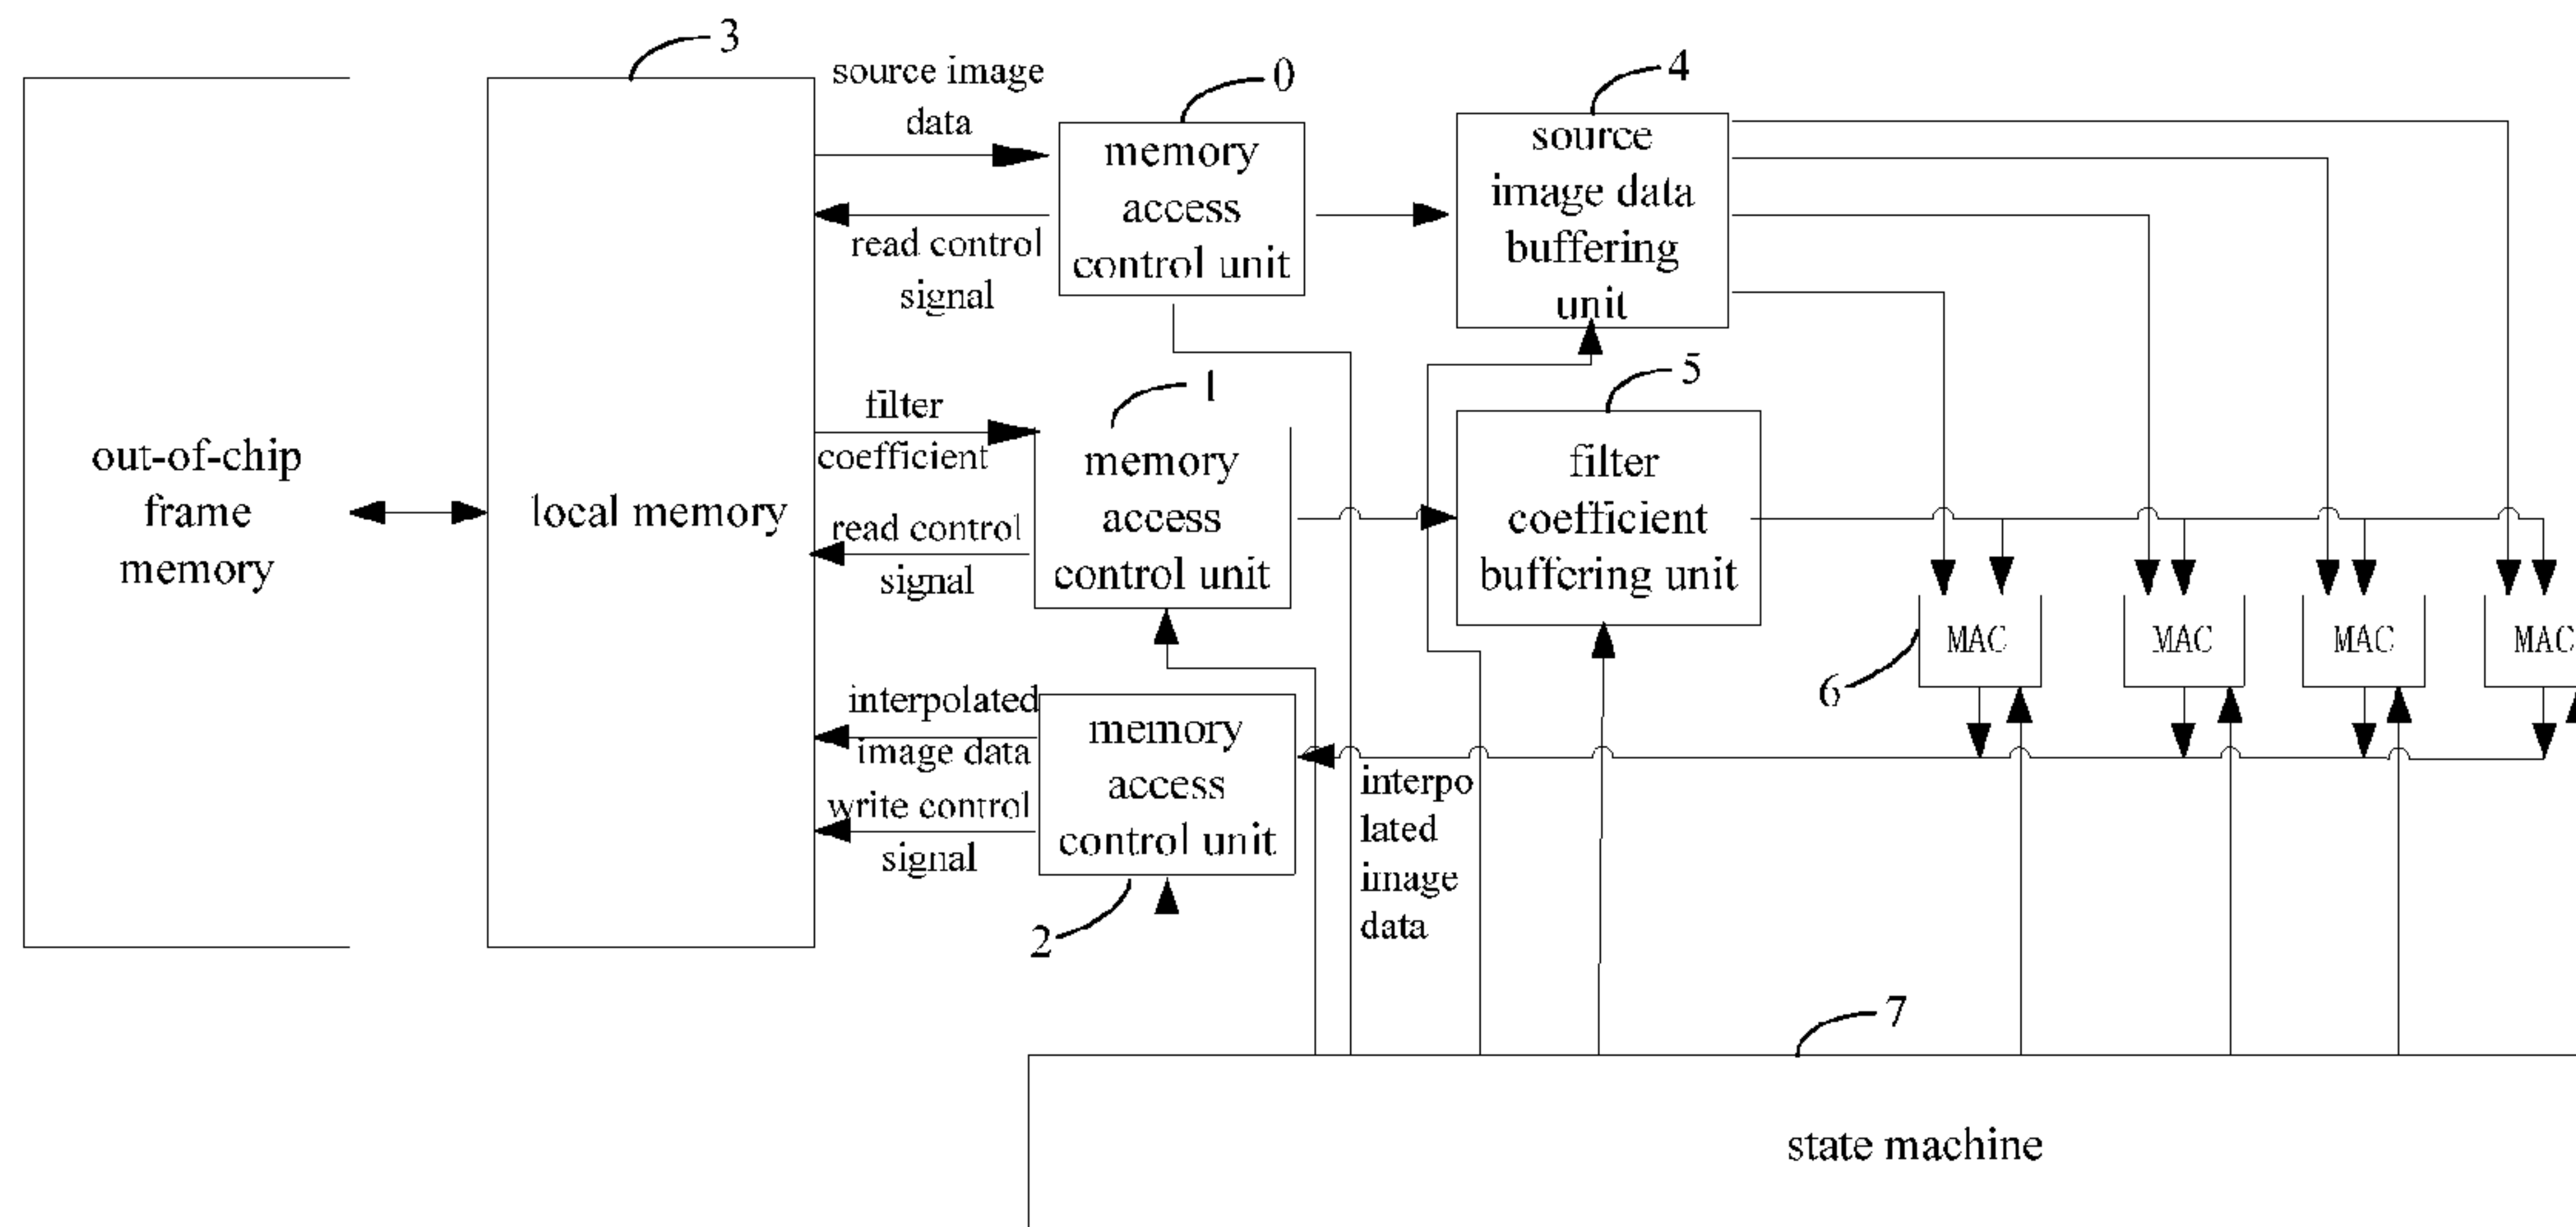 3
source image
data
0
memory
access
control unit
read control
signal
4
source
image data
buffering
unit
filter
coefficient
1
memory
access
control unit
read control
signal
5
filter
coefficient
buffering unit
out-of-chip
frame
memory
local memory
MAC
MAC
MAC
MAC
6
interpolated
image data
write control
signal
memory
access
control unit
2
interpo
lated
image
data
7
state machine